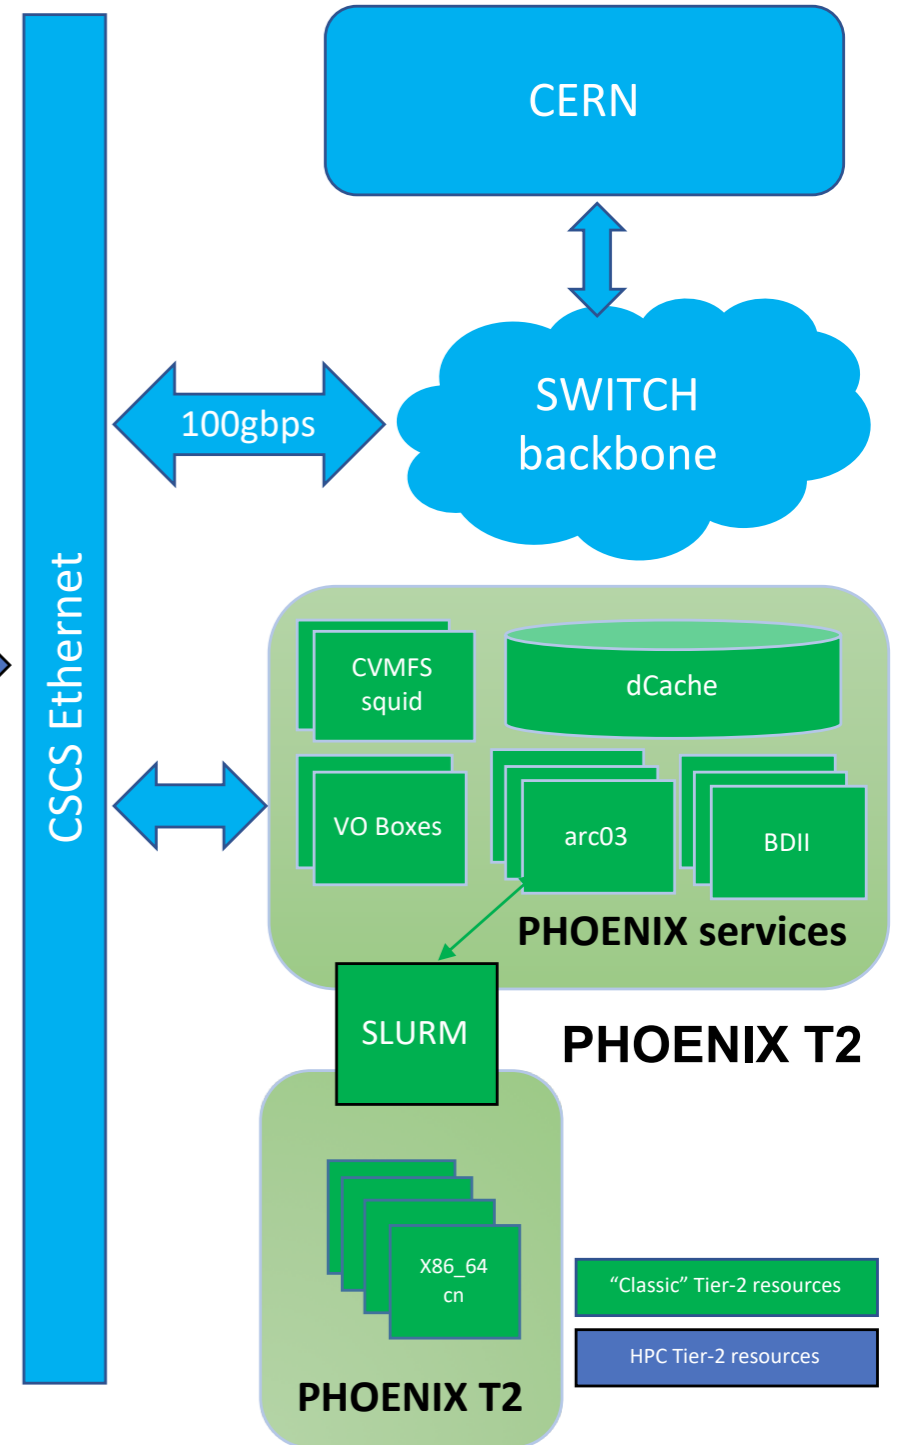 CERN
SWITCH
backbone
100gbps
CSCS Ethernet
CVMFS
squid
dCache
VO Boxes
arc03
BDII
PHOENIX services
SLURM
PHOENIX T2
X86_64
cn
PHOENIX T2
“Classic” Tier-2 resources
HPC Tier-2 resources